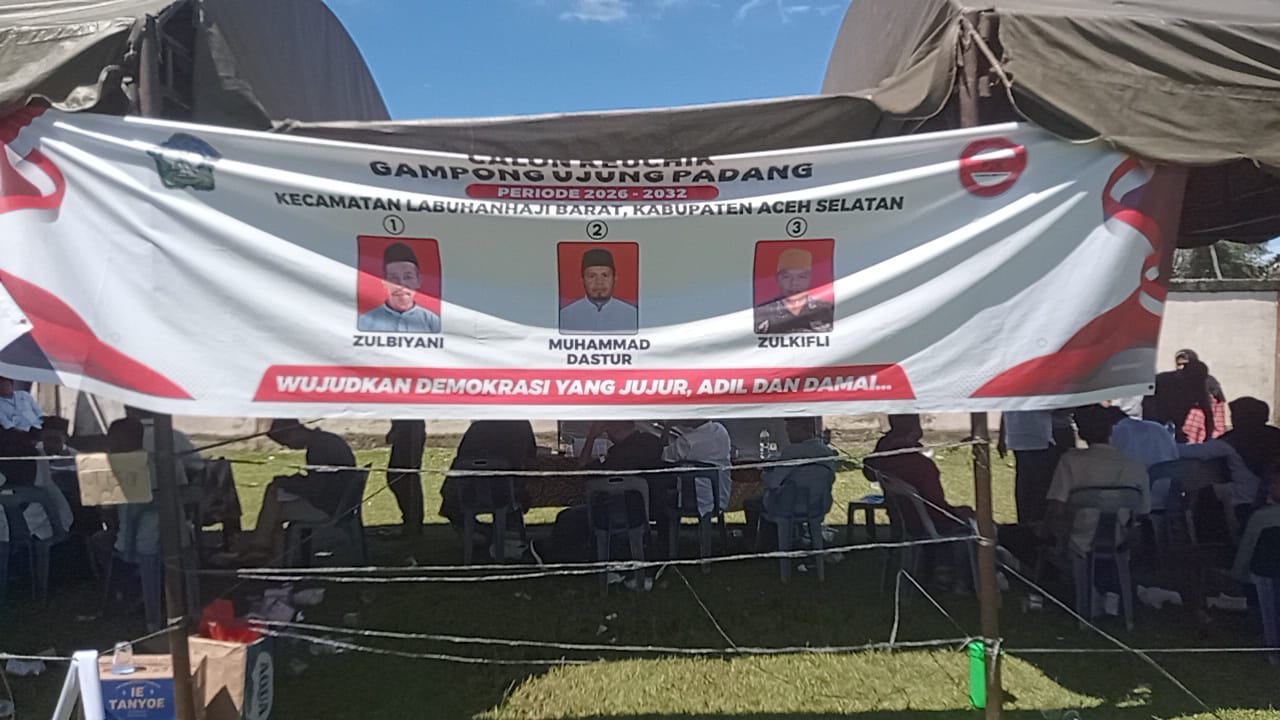 CALON KEUCHIK
GAMPONG UJUNG PADANG
PERIODE 2026 - 2032
KECAMATAN LABUHANHAJI BARAT, KABUPATEN ACEH SELATAN
1
2
3
ZULBIYANI
MUHAMMAD
DASTUR
ZULKIFLI
WUJUDKAN DEMOKRASI YANG JUJUR, ADIL DAN DAMAI...
IE
TANYOE
AQUA